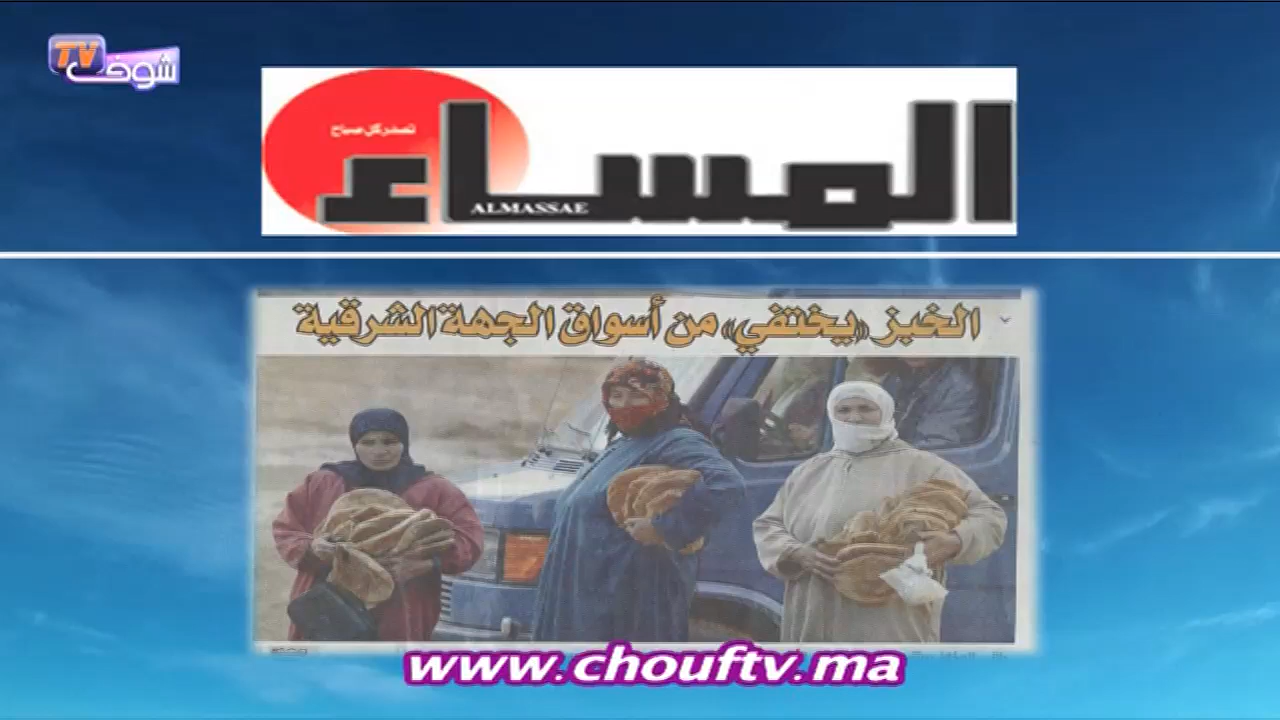 TV شوف
المساء
تصدر كل صباح
ALMASSAE
الخبز «يختفي» من أسواق الجهة الشرقية
www.chouftv.ma